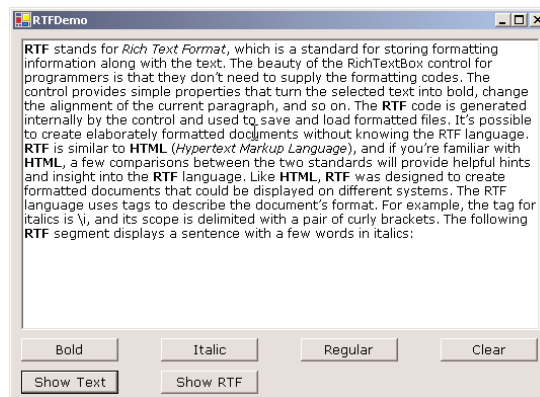 RTFDemo
RTF stands for Rich Text Format, which is a standard for storing formatting
information along with the text. The beauty of the RichTextBox control for
programmers is that they don't need to supply the formatting codes. The
control provides simple properties that turn the selected text into bold, change
the alignment of the current paragraph, and so on. The RTF code is generated
internally by the control and used to save and load formatted files. It's possible
to create elaborately formatted documents without knowing the RTF language.
RTF is similar to HTML (Hypertext Markup Language), and if you're familiar with
HTML, a few comparisons between the two standards will provide helpful hints
and insight into the RTF language. Like HTML, RTF was designed to create
formatted documents that could be displayed on different systems. The RTF
language uses tags to describe the document's format. For example, the tag for
italics is \i, and its scope is delimited with a pair of curly brackets. The following
RTF segment displays a sentence with a few words in italics:
Bold Italic Regular Clear
Show Text Show RTF